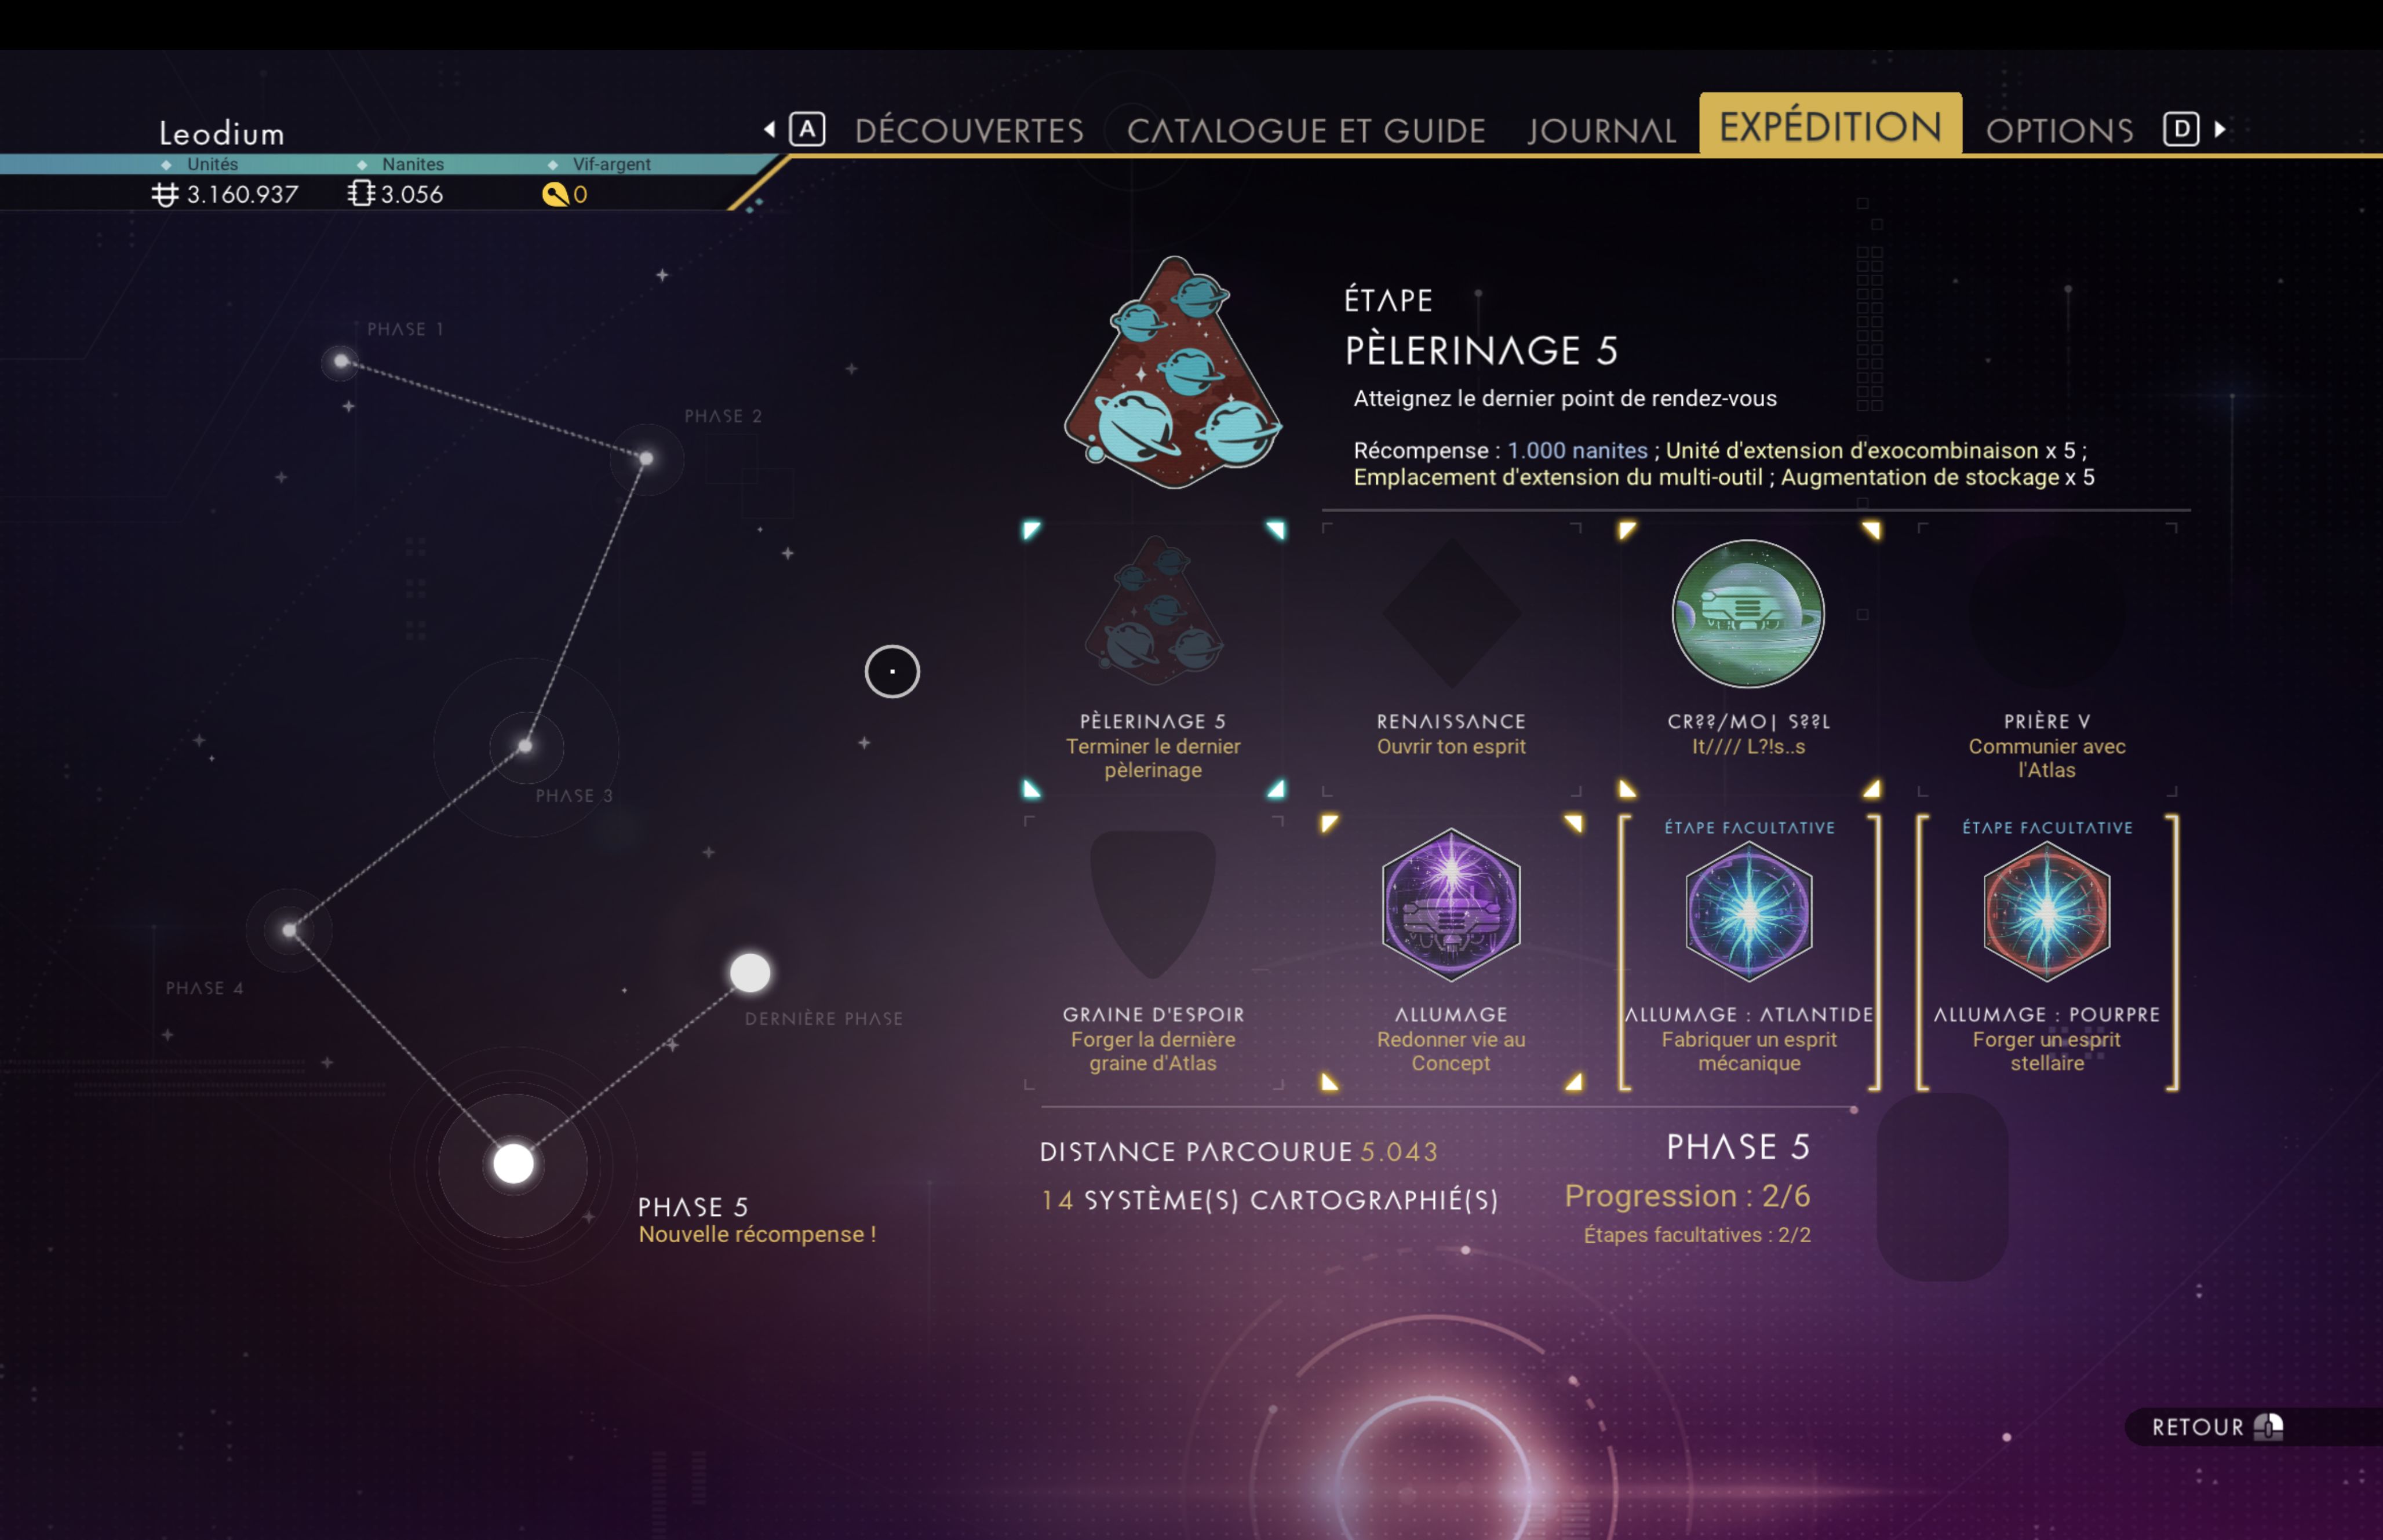 Leodium
Unités
Nanites
Vif-argent
3.160.937
3.056
0
A
DÉCOUVERTES
CATALOGUE ET GUIDE
JOURNAL
EXPÉDITION
OPTIONS
D
PHASE 1
PHASE 2
PHASE 3
PHASE 4
DERNIÈRE PHASE
PHASE 5
Nouvelle récompense !
ÉTAPE
PÈLERINAGE 5
Atteignez le dernier point de rendez-vous
Récompense : 1.000 nanites ; Unité d'extension d'exocombinaison x 5 ;
Emplacement d'extension du multi-outil ; Augmentation de stockage x 5
PÈLERINAGE 5
Terminer le dernier
pèlerinage
RENAISSANCE
Ouvrir ton esprit
CR??/MO| S??L
It//// L?!s..s
PRIÈRE V
Communier avec
l'Atlas
GRAINE D'ESPOIR
Forger la dernière
graine d'Atlas
ALLUMAGE
Redonner vie au
Concept
ÉTAPE FACULTATIVE
ALLUMAGE : ATLANTIDE
Fabriquer un esprit
mécanique
ÉTAPE FACULTATIVE
ALLUMAGE : POURPRE
Forger un esprit
stellaire
DISTANCE PARCOURUE 5.043
14 SYSTÈME(S) CARTOGRAPHIÉ(S)
PHASE 5
Progression : 2/6
Étapes facultatives : 2/2
RETOUR